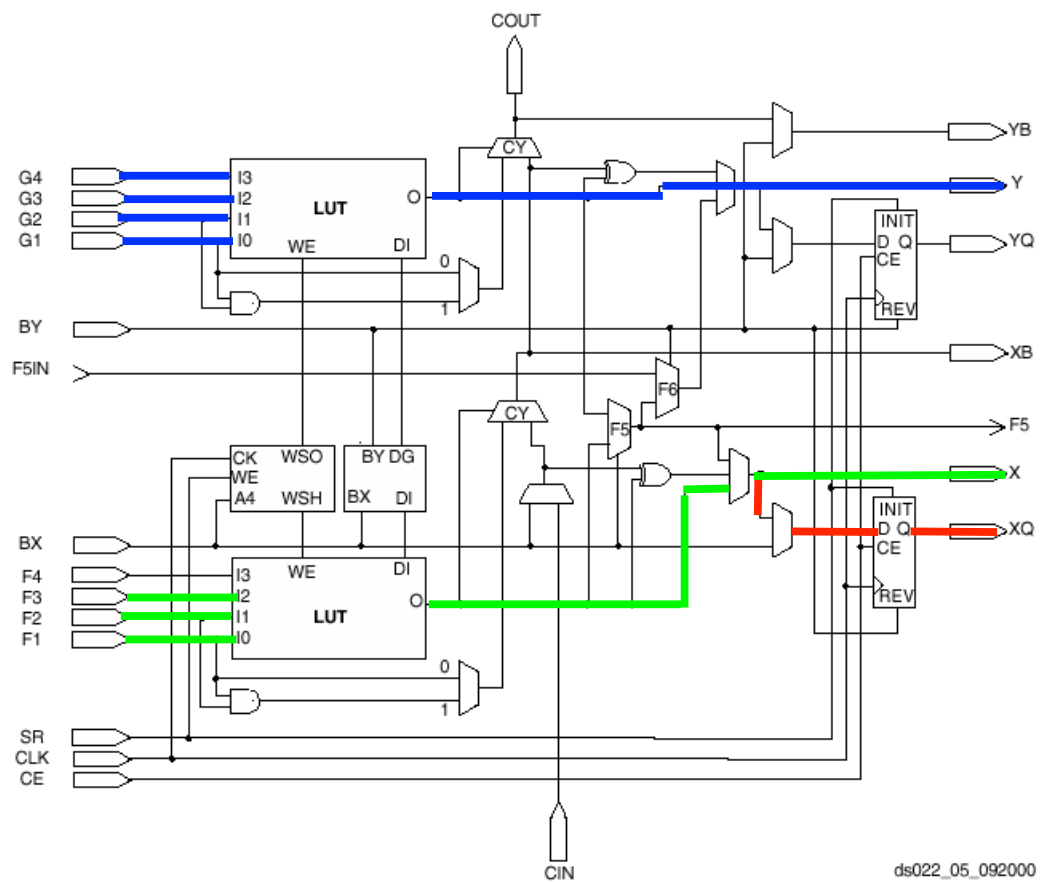 COUT
YB
CY
G4 I3
G3 I2
G2 I1
G1 I0
LUT
O
Y
WE DI
INIT
D Q
CE
REV
YQ
0
1
BY
XB
F5IN
F6
CY
F5
F5
CK WSO
WE
A4 WSH
BY DG
BX DI
X
INIT
D Q
CE
REV
XQ
BX
WE DI
F4 I3
F3 I2
F2 I1
F1 I0
LUT
O
0
1
SR
CLK
CE
CIN
ds022_05_092000